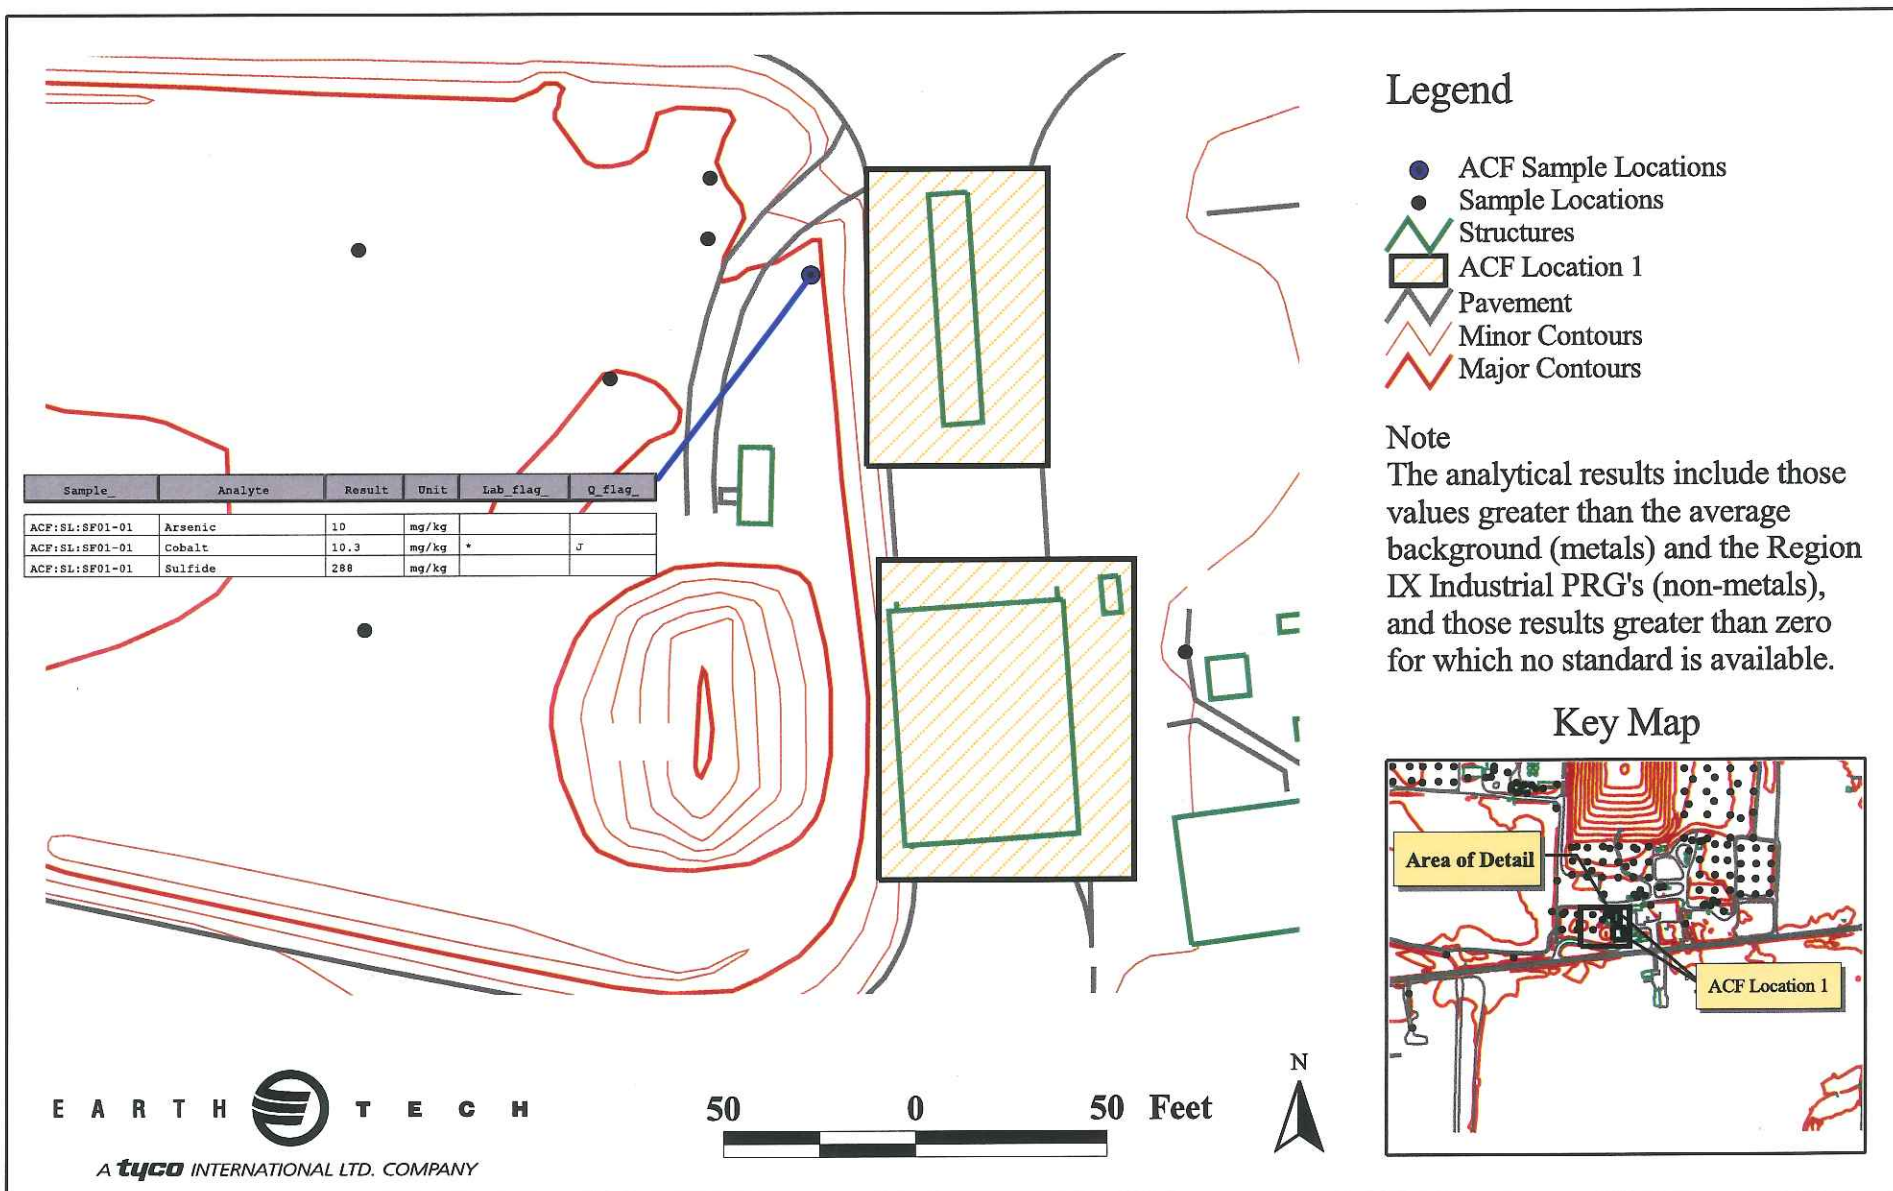 Legend
ACF Sample Locations
Sample Locations
Structures
ACF Location 1
Pavement
Minor Contours
Major Contours
Note
The analytical results include those
values greater than the average
background (metals) and the Region
IX Industrial PRG's (non-metals),
and those results greater than zero
for which no standard is available.
Sample_ Analyte Result Unit Lab_flag_ Q_flag_
ACF:SL:SF01-01 Arsenic 10 mg/kg
ACF:SL:SF01-01 Cobalt 10.3 mg/kg * J
ACF:SL:SF01-01 Sulfide 288 mg/kg
Key Map
Area of Detail
ACF Location 1
EARTH TECH
A tyco INTERNATIONAL LTD. COMPANY
50 0 50 Feet
N